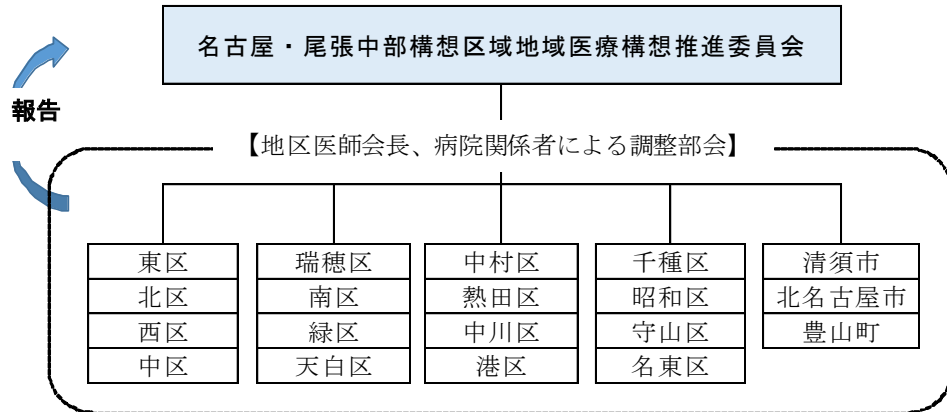 名古屋・尾張中部構想区域地域医療構想推進委員会
報告
【地区医師会長、病院関係者による調整部会】
東区
北区
西区
中区
瑞穂区
南区
緑区
天白区
中村区
熱田区
中川区
港区
千種区
昭和区
守山区
名東区
清須市
北名古屋市
豊山町